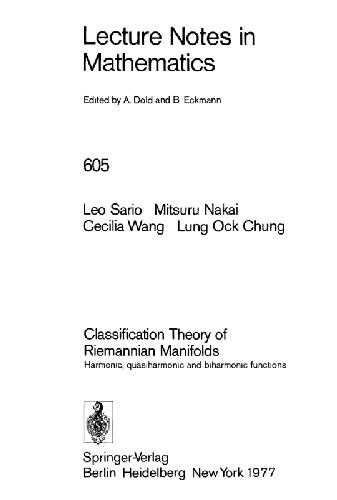 Lecture Notes in
Mathematics
Edited by A. Dold and B. Eckmann
605
Leo Sario Mitsuru Nakai
Cecilia Wang Lung Ock Chung
Classification Theory of
Riemannian Manifolds
Harmonic, quasiharmonic and biharmonic functions
Springer-Verlag
Berlin Heidelberg New York 1977